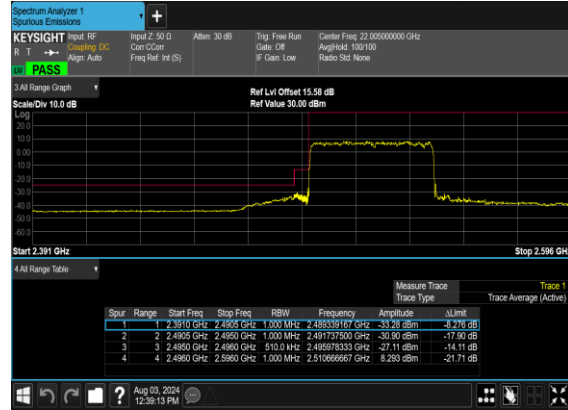 Spectrum Analyzer 1
Spurious Emissions
KEYSIGHT Input: RF Input Z: 50 Ω Atten: 30 dB Trig: Free Run Center Freq: 22.005000000 GHz
R T Coupling: DC Corr CCorr Gate: Off Avg|Hold: 100/100
Align: Auto Freq Ref: Int (S) IF Gain: Low Radio Std: None
PASS
3 All Range Graph
Ref Lvl Offset 15.58 dB
Scale/Div 10.0 dB Ref Value 30.00 dBm
Log
20.0
10.0
0.00
-10.0
-20.0
-30.0
-40.0
-50.0
-60.0
Start 2.391 GHz Stop 2.596 GHz
4 All Range Table
Measure Trace Trace 1
Trace Type Trace Average (Active)
Spur Range Start Freq Stop Freq RBW Frequency Amplitude ΔLimit
1 1 2.3910 GHz 2.4905 GHz 1.000 MHz 2.489339167 GHz -33.28 dBm -8.276 dB
2 2 2.4905 GHz 2.4950 GHz 1.000 MHz 2.491737500 GHz -30.90 dBm -17.90 dB
3 3 2.4950 GHz 2.4960 GHz 510.0 kHz 2.495978333 GHz -27.11 dBm -14.11 dB
4 4 2.4960 GHz 2.5960 GHz 1.000 MHz 2.510666667 GHz 8.293 dBm -21.71 dB
? Aug 03, 2024
12:39:13 PM